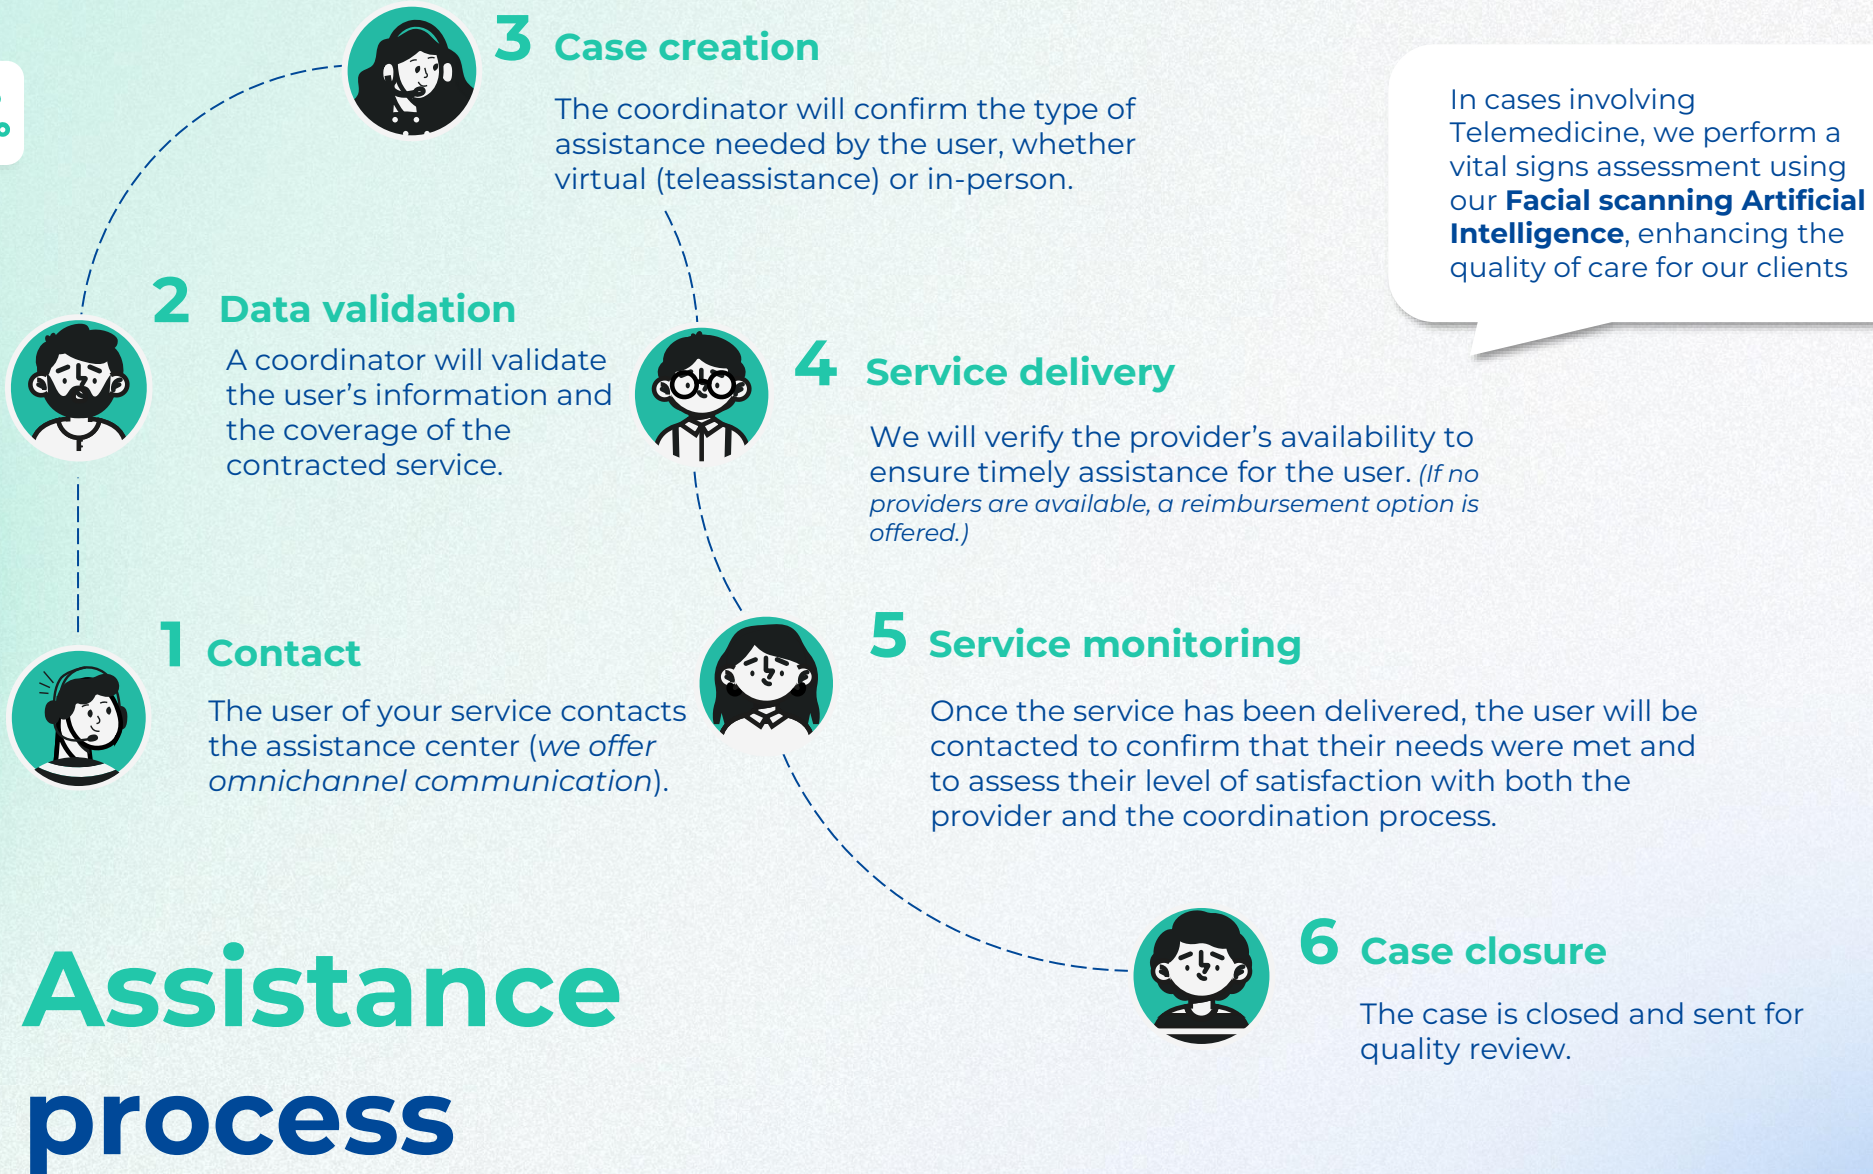 3 Case creation
The coordinator will confirm the type of
assistance needed by the user, whether
virtual (teleassistance) or in-person.
In cases involving
Telemedicine, we perform a
vital signs assessment using
our Facial scanning Artificial
Intelligence, enhancing the
quality of care for our clients
2 Data validation
A coordinator will validate
the user's information and
the coverage of the
contracted service.
4 Service delivery
We will verify the provider's availability to
ensure timely assistance for the user. (If no
providers are available, a reimbursement option is
offered.)
1 Contact
The user of your service contacts
the assistance center (we offer
omnichannel communication).
5 Service monitoring
Once the service has been delivered, the user will be
contacted to confirm that their needs were met and
to assess their level of satisfaction with both the
provider and the coordination process.
6 Case closure
The case is closed and sent for
quality review.
Assistance
process